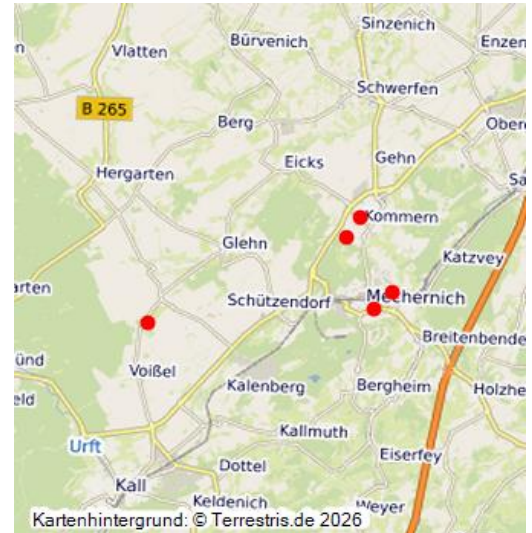 Sinzenich
Bürvenich
Enzen
Vlatten
Schwerfen
B 265
Berg
Ober
Eicks
Gehn
Hergarten
Sa
Kommern
Glehn
Katzvey
arten
Schützendorf
Mechernich
Breitenbende
ünd
Voißel
Kalenberg
Bergheim
Holzhe
eld
Kallmuth
Urft
Eiserfey
Dottel
Kall
Keldenich
Weyer
Kartenhintergrund: © Terrestris.de 2026